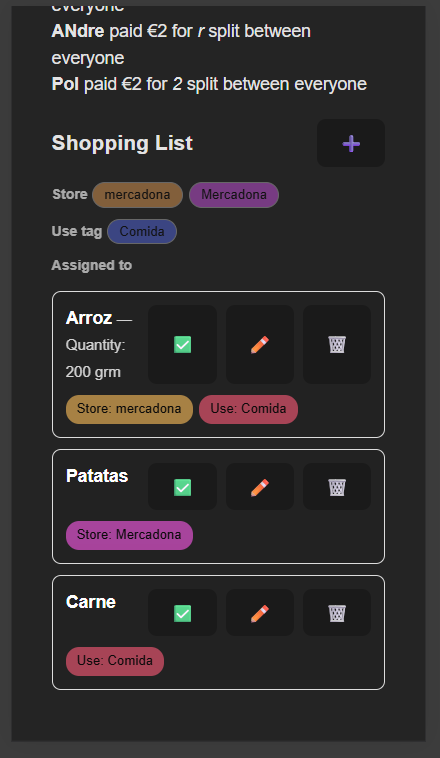 everyone
ANdre paid €2 for r split between
everyone
Pol paid €2 for 2 split between everyone
Shopping List
Store mercadona Mercadona
Use tag Comida
Assigned to
Arroz —
Quantity:
200 grm
Store: mercadona Use: Comida
Patatas
Store: Mercadona
Carne
Use: Comida